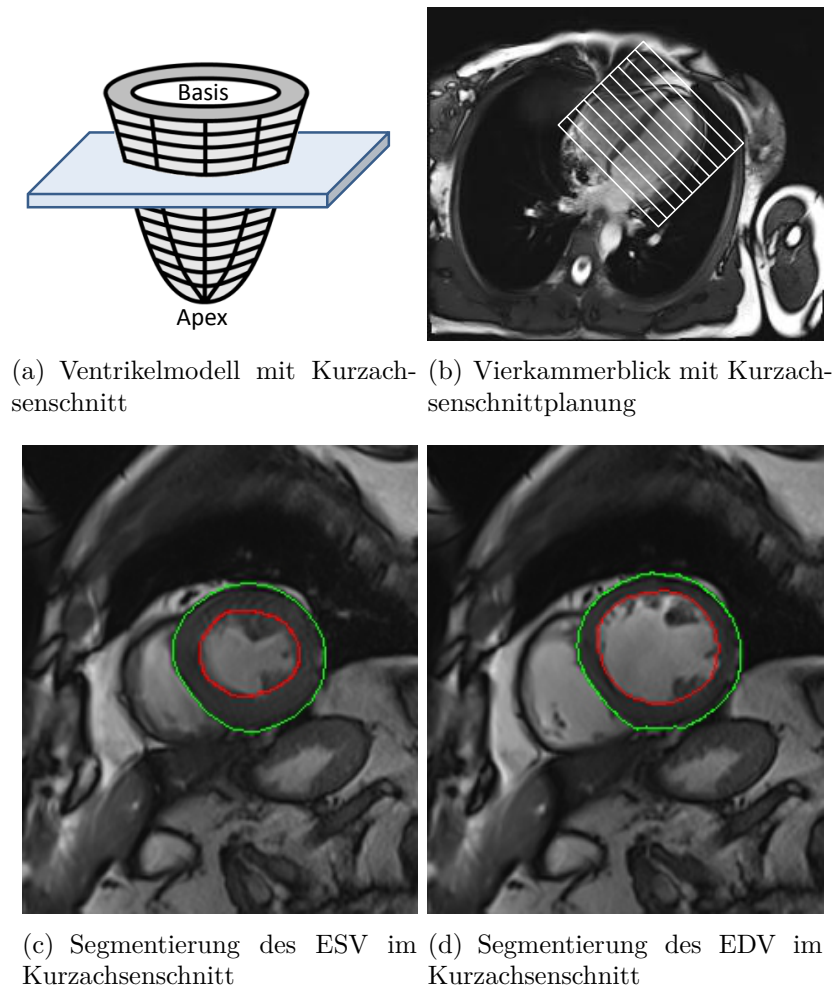 Basis
Apex
(a) Ventrikelmodell mit Kurzach-
senschnitt
(b) Vierkammerblick mit Kurzach-
senschnittplanung
(c) Segmentierung des ESV im
Kurzachsenschnitt
(d) Segmentierung des EDV im
Kurzachsenschnitt